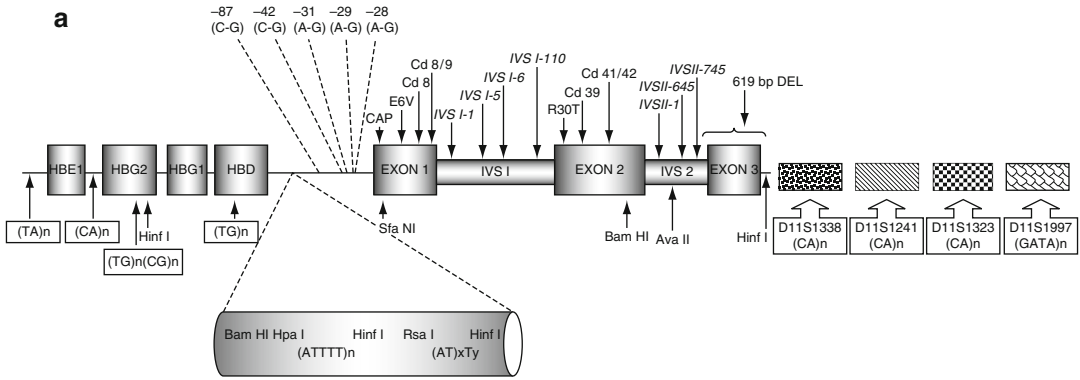 a
–87 –42 –31 –29 –28
(C-G) (C-G) (A-G) (A-G) (A-G)
CAP
E6V
Cd 8
Cd 8/9
IVS I-1
IVS I-5
IVS I-6
IVS I-110
R30T
Cd 39
Cd 41/42
IVSII-1
IVSII-645
IVSII-745
619 bp DEL
HBE1 HBG2 HBG1 HBD EXON 1 IVS I EXON 2 IVS 2 EXON 3
(TA)n
(CA)n
Hinf I
(TG)n(CG)n
(TG)n
Sfa NI
Bam HI
Ava II
Hinf I
D11S1338
(CA)n
D11S1241
(CA)n
D11S1323
(CA)n
D11S1997
(GATA)n
Bam HI Hpa I Hinf I Rsa I Hinf I
(ATTTT)n (AT)xTy